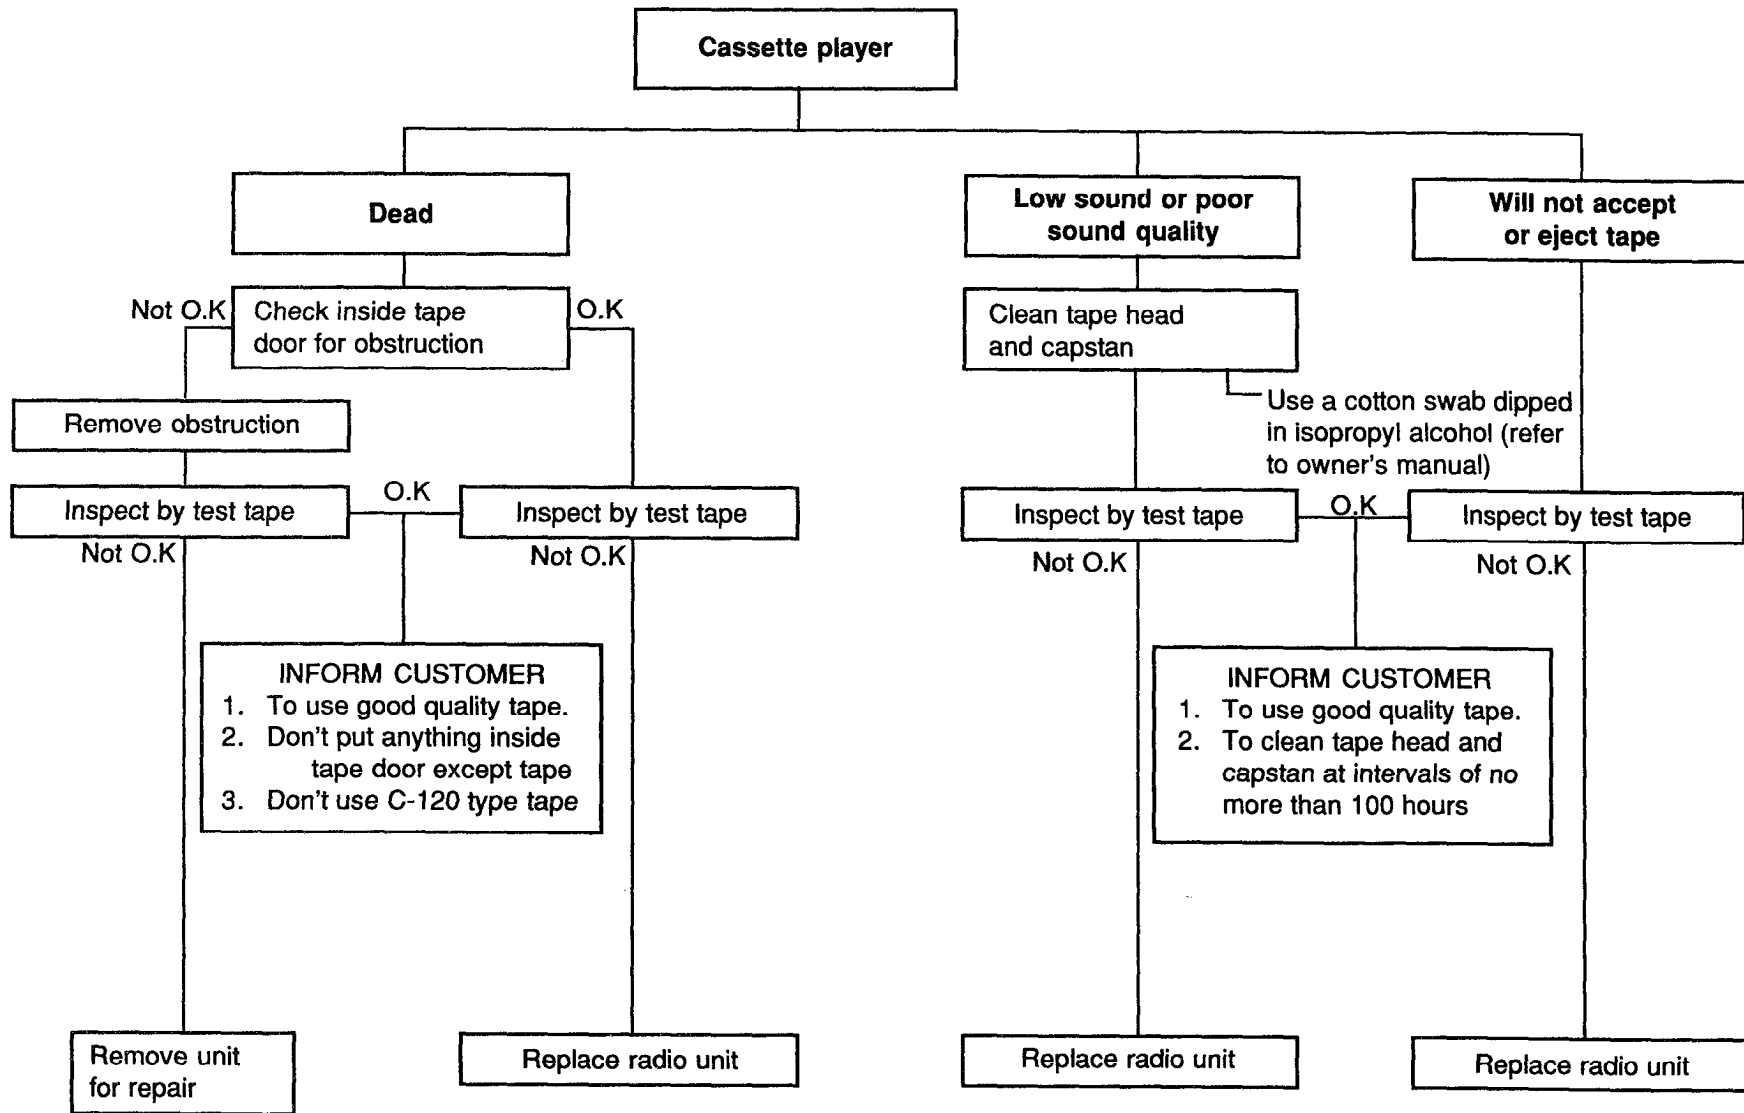 Cassette player
Dead
Low sound or poor
sound quality
Will not accept
or eject tape
Not O.K
Check inside tape
door for obstruction
O.K
Clean tape head
and capstan
Use a cotton swab dipped
in isopropyl alcohol (refer
to owner's manual)
Remove obstruction
Inspect by test tape
O.K
Inspect by test tape
Inspect by test tape
O.K
Inspect by test tape
Not O.K
Not O.K
Not O.K
Not O.K
INFORM CUSTOMER
1. To use good quality tape.
2. Don't put anything inside
tape door except tape
3. Don't use C-120 type tape
INFORM CUSTOMER
1. To use good quality tape.
2. To clean tape head and
capstan at intervals of no
more than 100 hours
Remove unit
for repair
Replace radio unit
Replace radio unit
Replace radio unit